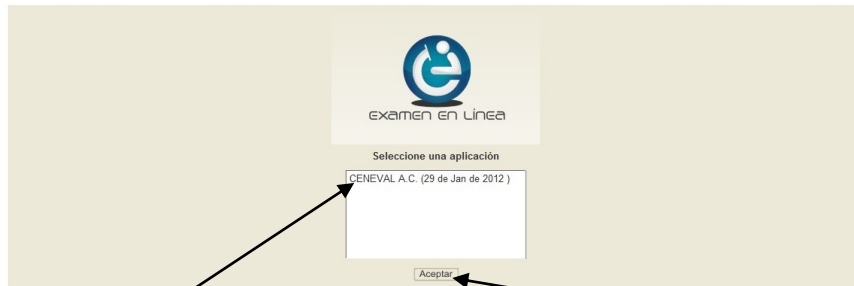 examen en Línea
Seleccione una aplicación
CENEVAL A.C. (29 de Jan de 2012 )
Aceptar